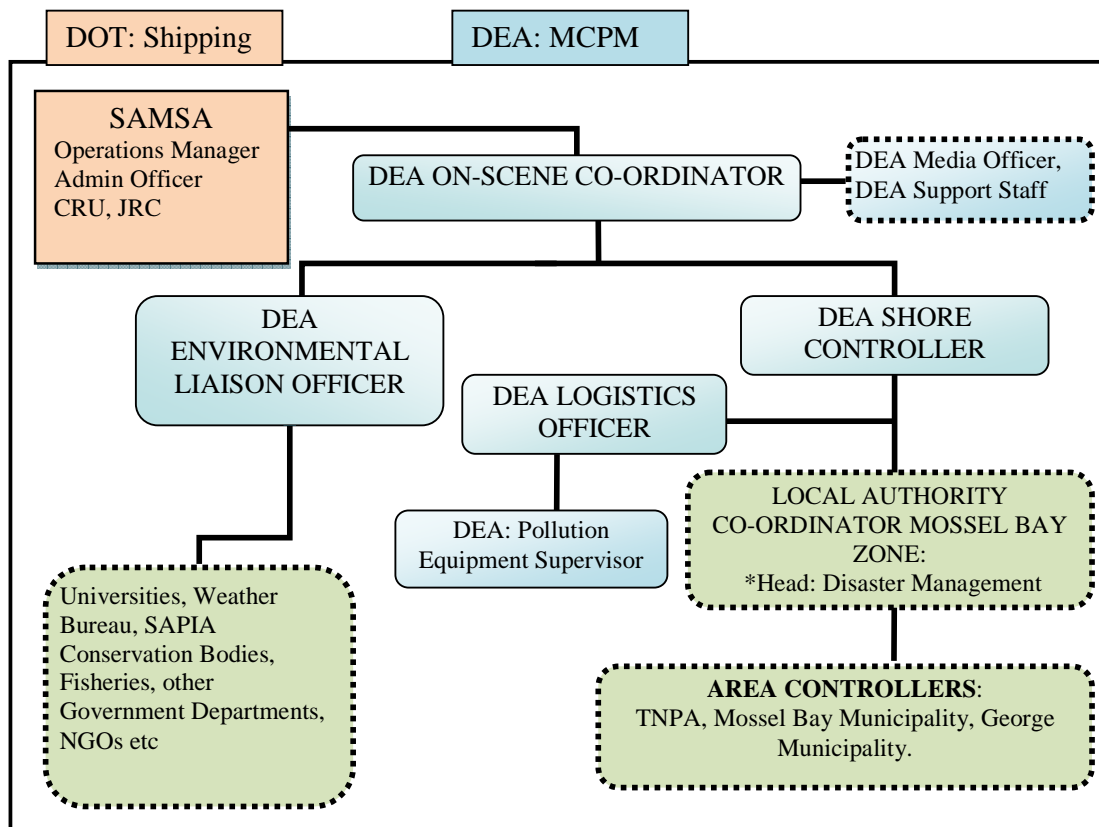 DOT: Shipping
DEA: MCPM
SAMSA
Operations Manager
Admin Officer
CRU, JRC
DEA ON-SCENE CO-ORDINATOR
DEA Media Officer,
DEA Support Staff
DEA
ENVIRONMENTAL
LIAISON OFFICER
DEA SHORE
CONTROLLER
DEA LOGISTICS
OFFICER
DEA: Pollution
Equipment Supervisor
LOCAL AUTHORITY
CO-ORDINATOR MOSSEL BAY
ZONE:
*Head: Disaster Management
Universities, Weather
Bureau, SAPIA
Conservation Bodies,
Fisheries, other
Government Departments,
NGOs etc
AREA CONTROLLERS:
TNPA, Mossel Bay Municipality, George
Municipality.